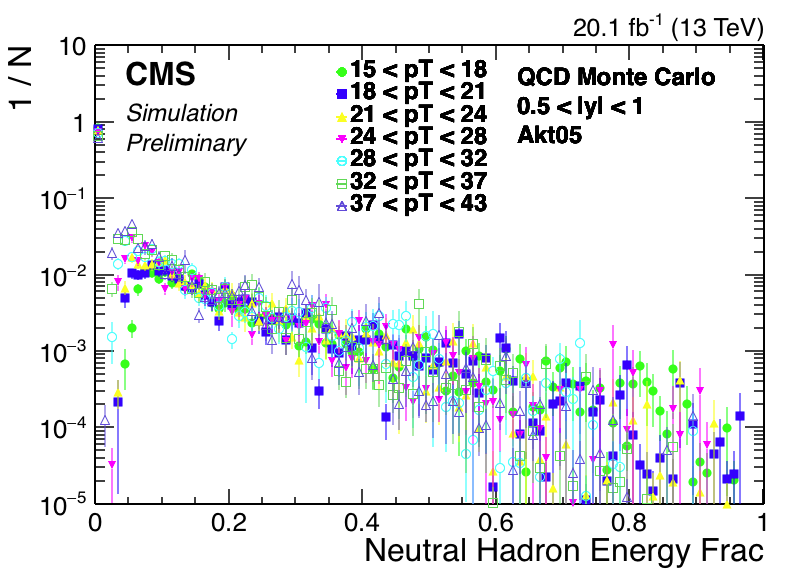 20.1 fb⁻¹ (13 TeV)
1 / N
10
1
10⁻¹
10⁻²
10⁻³
10⁻⁴
10⁻⁵
CMS
Simulation
Preliminary
15 < pT < 18
18 < pT < 21
21 < pT < 24
24 < pT < 28
28 < pT < 32
32 < pT < 37
37 < pT < 43
QCD Monte Carlo
0.5 < |y| < 1
Akt05
0 0.2 0.4 0.6 0.8 1
Neutral Hadron Energy Frac